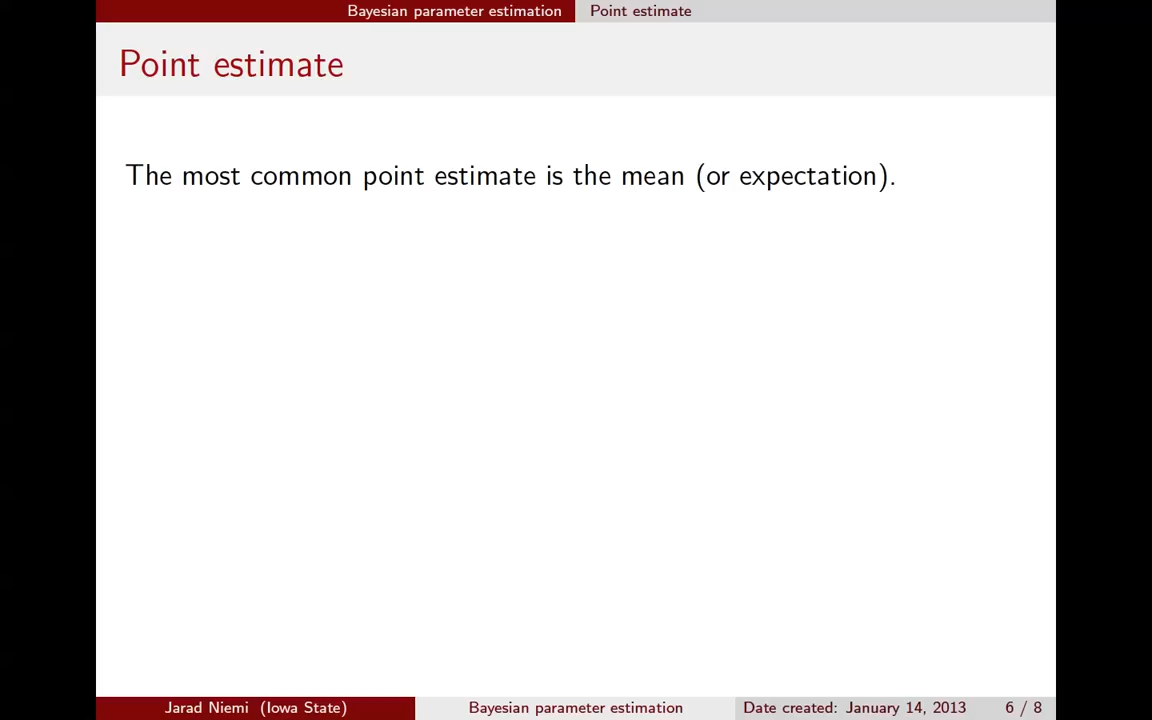 Bayesian parameter estimation Point estimate
Point estimate
The most common point estimate is the mean (or expectation).
Jarad Niemi (Iowa State) Bayesian parameter estimation Date created: January 14, 2013 6 / 8